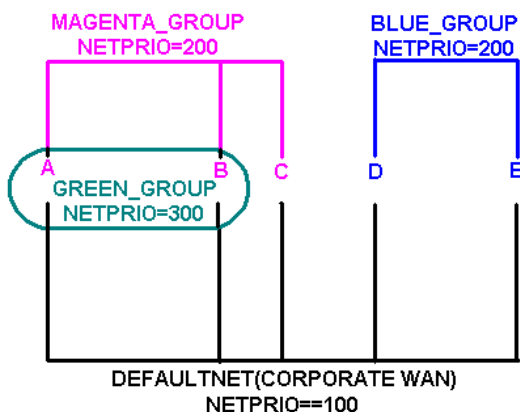 MAGENTA_GROUP
NETPRIO=200
BLUE_GROUP
NETPRIO=200
A B C D E
GREEN_GROUP
NETPRIO=300
DEFAULTNET(CORPORATE WAN)
NETPRIO==100